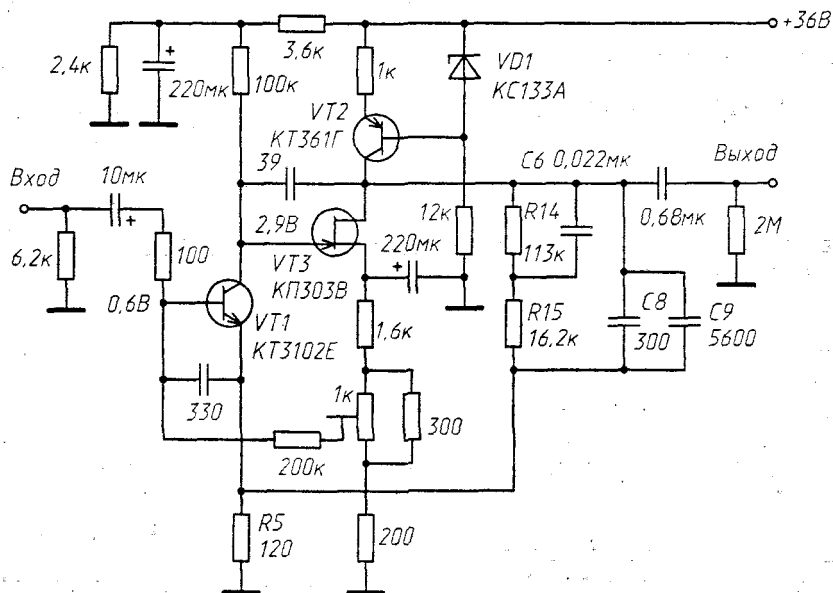 +36В
3,6к
2,4к
220мк
+
100к
1к
VD1
КС133А
VT2
КТ361Г
39
С6 0,022мк
Выход
Вход
10мк
+
2,9В
12к
R14
113к
0,68мк
2М
6,2к
100
VT3
КП303В
220мк
+
0,6В
VT1
КТ3102Е
1,6к
R15
16,2к
С8
300
С9
5600
330
1к
300
200к
R5
120
200